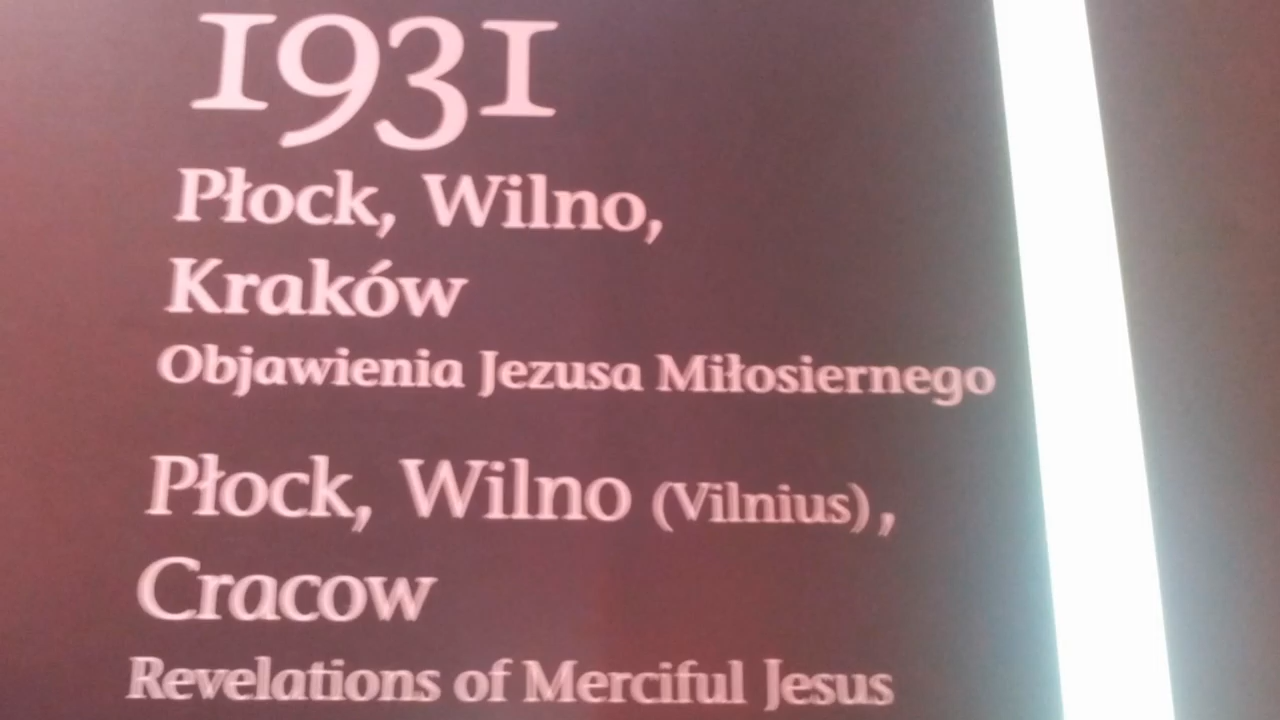 1931
Płock, Wilno,
Kraków
Objawienia Jezusa Miłosiernego
Płock, Wilno (Vilnius),
Cracow
Revelations of Merciful Jesus